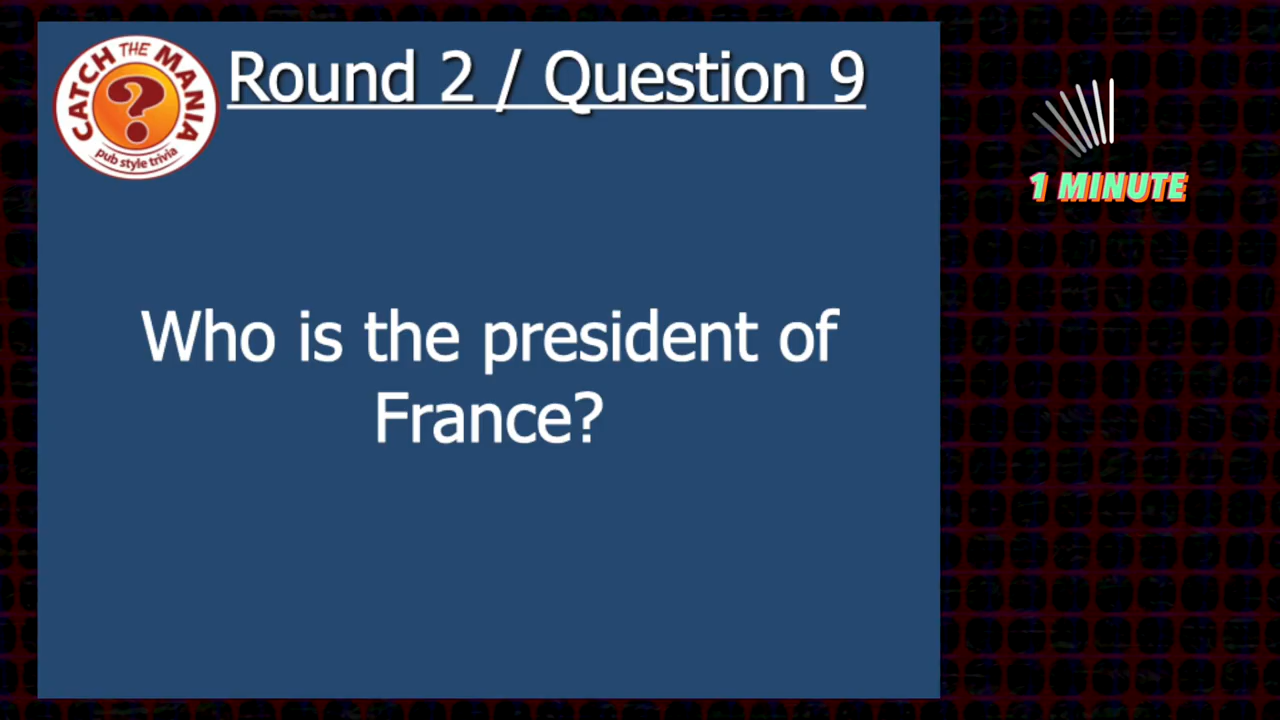 CATCH THE MANIA
?
pub style trivia
Round 2 / Question 9
1 MINUTE
Who is the president of
France?